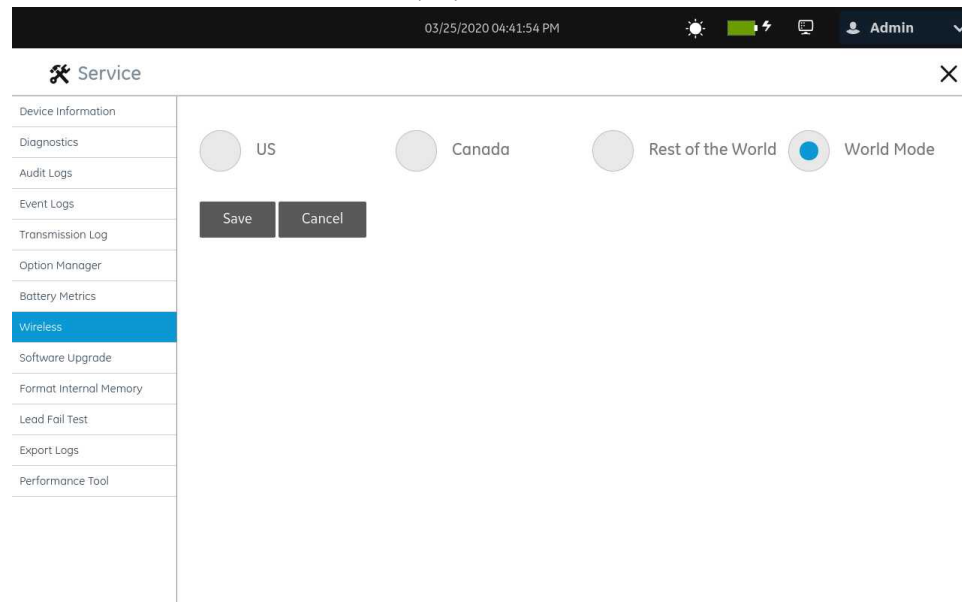 03/25/2020 04:41:54 PM
Admin
Service
Device Information
Diagnostics
Audit Logs
Event Logs
Transmission Log
Option Manager
Battery Metrics
Wireless
Software Upgrade
Format Internal Memory
Lead Fail Test
Export Logs
Performance Tool
US Canada Rest of the World World Mode
Save Cancel